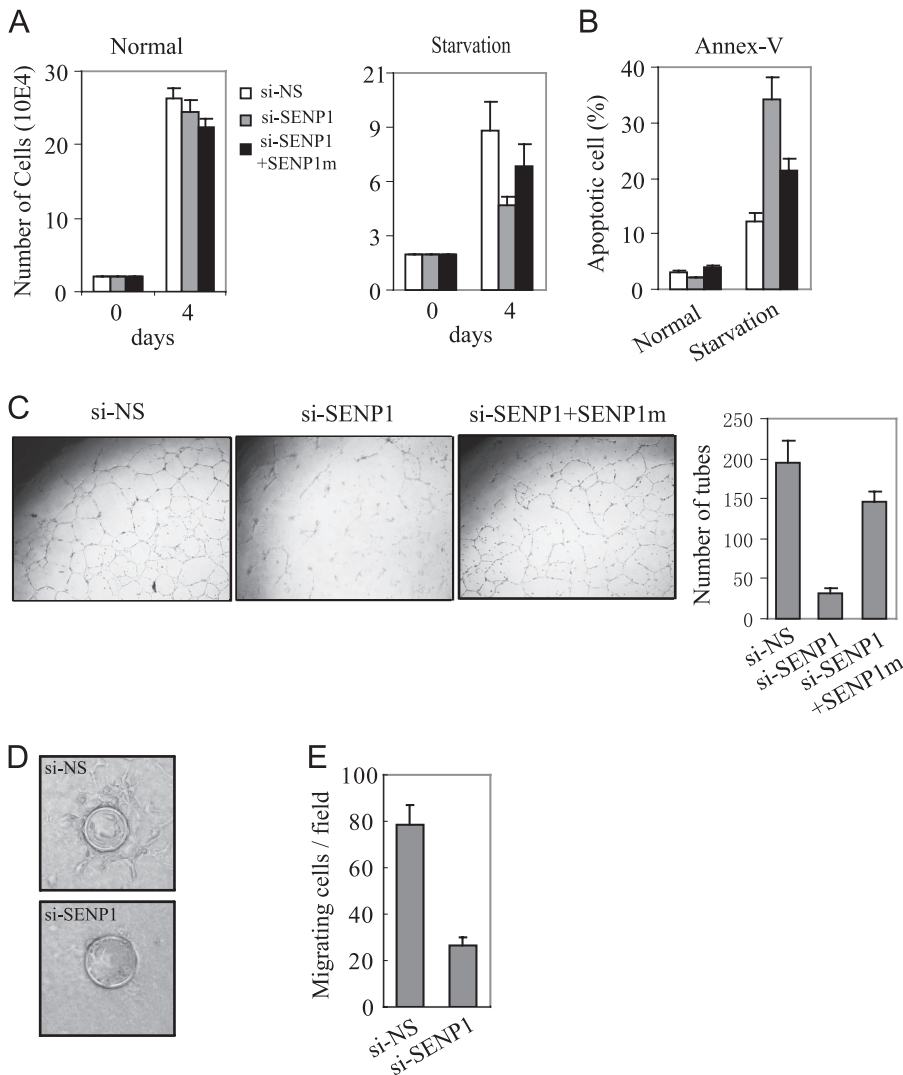 A
Normal
Number of Cells (10E4)
30
20
10
0
0
4
days
si-NS
si-SENP1
si-SENP1
+SENP1m
Starvation
21
9
6
3
0
0
4
days
B
Annex-V
Apoptotic cell (%)
40
30
20
10
0
Normal
Starvation
C
si-NS
si-SENP1
si-SENP1+SENP1m
Number of tubes
250
200
150
100
50
0
si-NS
si-SENP1
si-SENP1
+SENP1m
D
si-NS
si-SENP1
E
Migrating cells / field
100
80
60
40
20
0
si-NS
si-SENP1